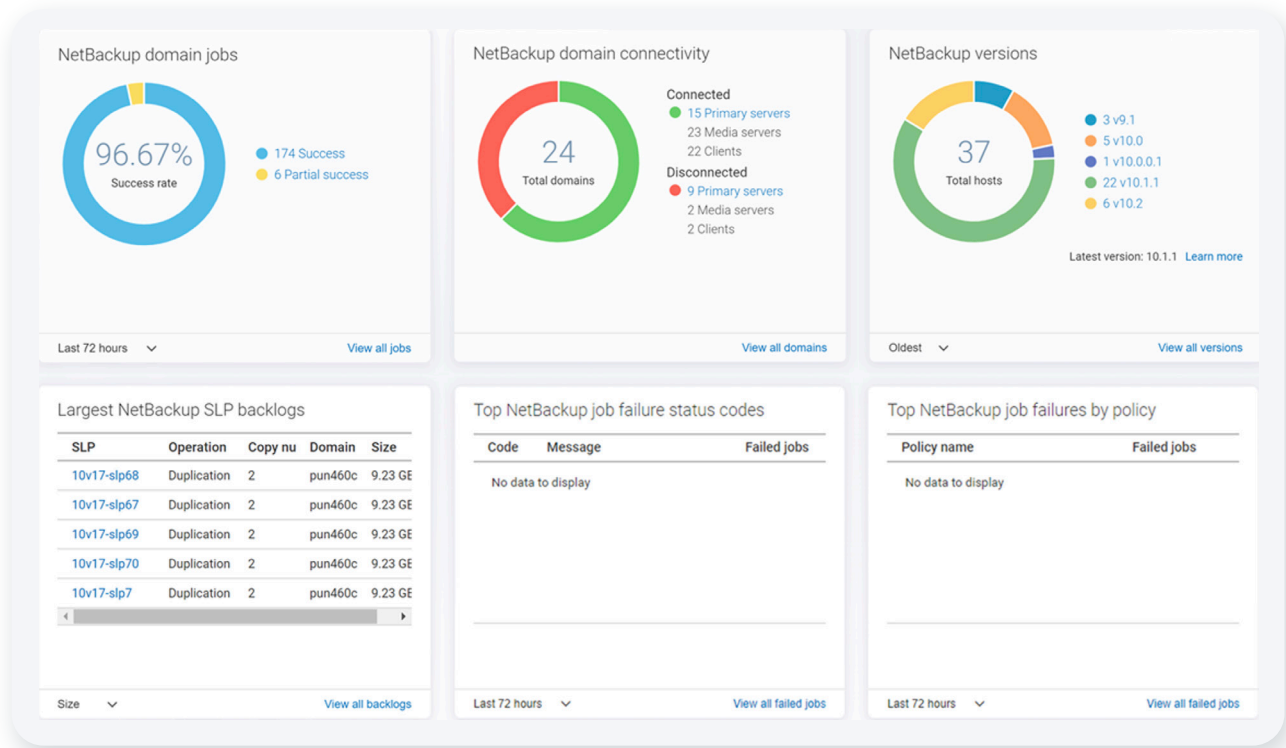 NetBackup domain jobs
96.67%
Success rate
174 Success
6 Partial success
Last 72 hours
View all jobs
NetBackup domain connectivity
24
Total domains
Connected
15 Primary servers
23 Media servers
22 Clients
Disconnected
9 Primary servers
2 Media servers
2 Clients
View all domains
NetBackup versions
37
Total hosts
3 v9.1
5 v10.0
1 v10.0.0.1
22 v10.1.1
6 v10.2
Latest version: 10.1.1 Learn more
Oldest
View all versions
Largest NetBackup SLP backlogs
SLP Operation Copy nu Domain Size
10v17-slp68 Duplication 2 pun460c 9.23 GE
10v17-slp67 Duplication 2 pun460c 9.23 GE
10v17-slp69 Duplication 2 pun460c 9.23 GE
10v17-slp70 Duplication 2 pun460c 9.23 GE
10v17-slp7 Duplication 2 pun460c 9.23 GE
Size
View all backlogs
Top NetBackup job failure status codes
Code Message Failed jobs
No data to display
Last 72 hours
View all failed jobs
Top NetBackup job failures by policy
Policy name Failed jobs
No data to display
Last 72 hours
View all failed jobs